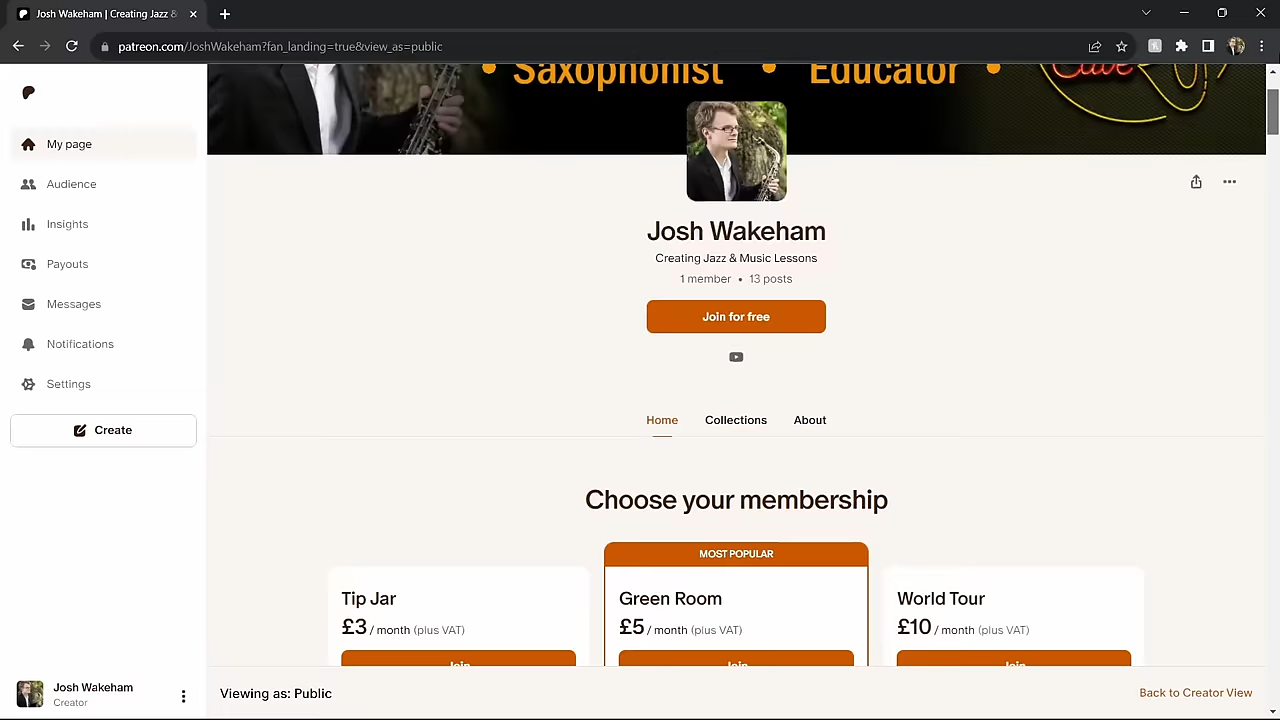 Josh Wakeham | Creating Jazz &
patreon.com/JoshWakeham?fan_landing=true&view_as=public
Saxophonist • Educator •
My page
Audience
Insights
Payouts
Messages
Notifications
Settings
Create
Josh Wakeham
Creating Jazz & Music Lessons
1 member • 13 posts
Join for free
Home
Collections
About
Choose your membership
MOST POPULAR
Tip Jar
£3 / month (plus VAT)
Join
Green Room
£5 / month (plus VAT)
Join
World Tour
£10 / month (plus VAT)
Join
Josh Wakeham
Creator
Viewing as: Public
Back to Creator View